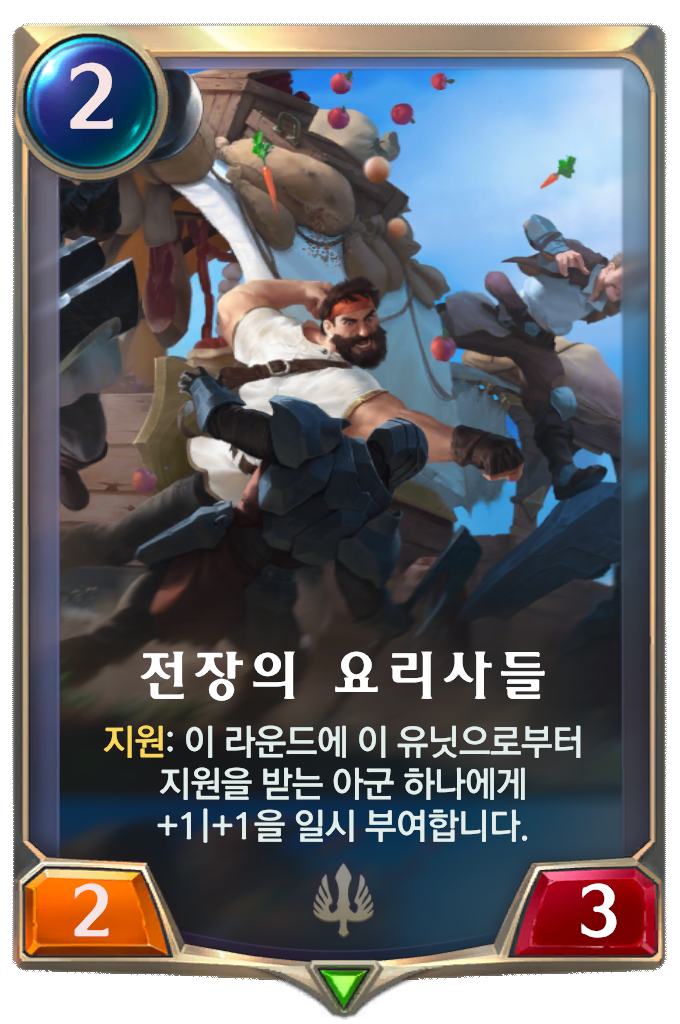 2
전장의 요리사들
지원: 이 라운드에 이 유닛으로부터
지원을 받는 아군 하나에게
+1|+1을 일시 부여합니다.
2
3